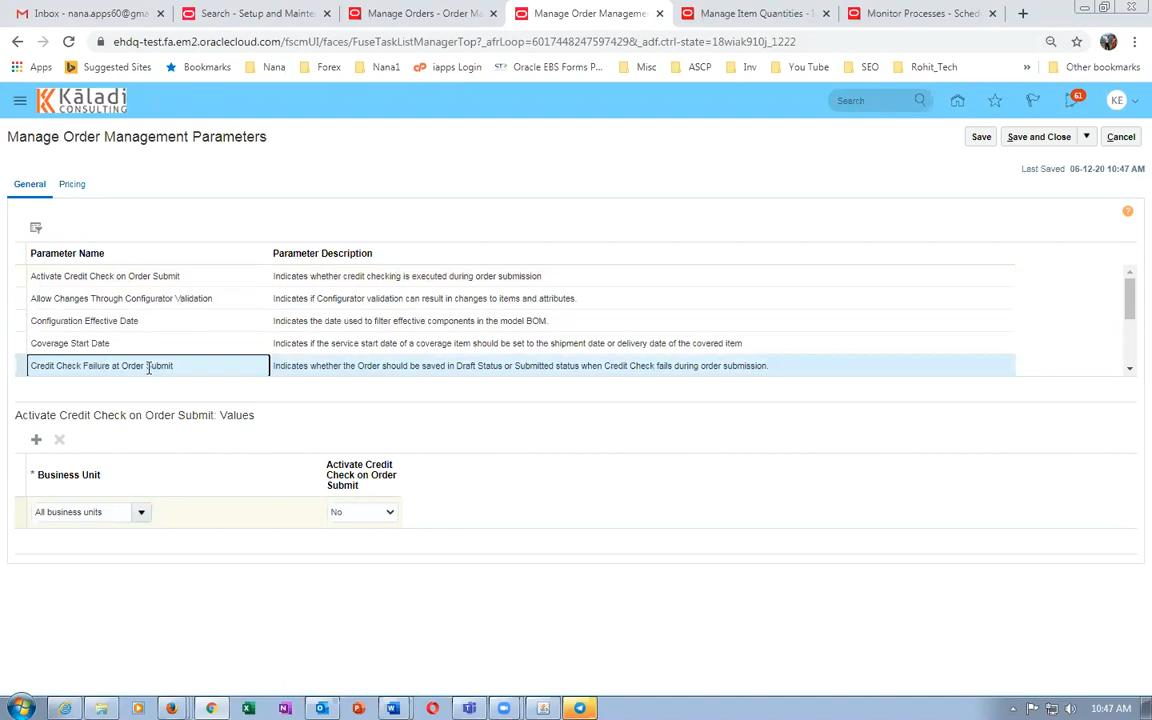 Inbox - nana.apps60@gma
Search - Setup and Mainte
Manage Orders - Order Ma
Manage Order Managemen
Manage Item Quantities -
Monitor Processes - Sched
ehdq-test.fa.em2.oraclecloud.com/fscmUI/faces/FuseTaskListManagerTop?_afrLoop=6017448247597429&_adf.ctrl-state=18wiak910j_1222
Apps
Suggested Sites
Bookmarks
Nana
Forex
Nana1
iapps Login
Oracle EBS Forms P...
Misc
ASCP
Inv
You Tube
SEO
Rohit_Tech
»
Other bookmarks
Kāladi
CONSULTING
Search
61
KE
Manage Order Management Parameters
Save
Save and Close
Cancel
Last Saved 06-12-20 10:47 AM
General
Pricing
?
Parameter Name
Parameter Description
Activate Credit Check on Order Submit
Indicates whether credit checking is executed during order submission
Allow Changes Through Configurator Validation
Indicates if Configurator validation can result in changes to items and attributes.
Configuration Effective Date
Indicates the date used to filter effective components in the model BOM.
Coverage Start Date
Indicates if the service start date of a coverage item should be set to the shipment date or delivery date of the covered item
Credit Check Failure at Order Submit
Indicates whether the Order should be saved in Draft Status or Submitted status when Credit Check fails during order submission.
Activate Credit Check on Order Submit: Values
* Business Unit
Activate Credit
Check on Order
Submit
All business units
No
10:47 AM